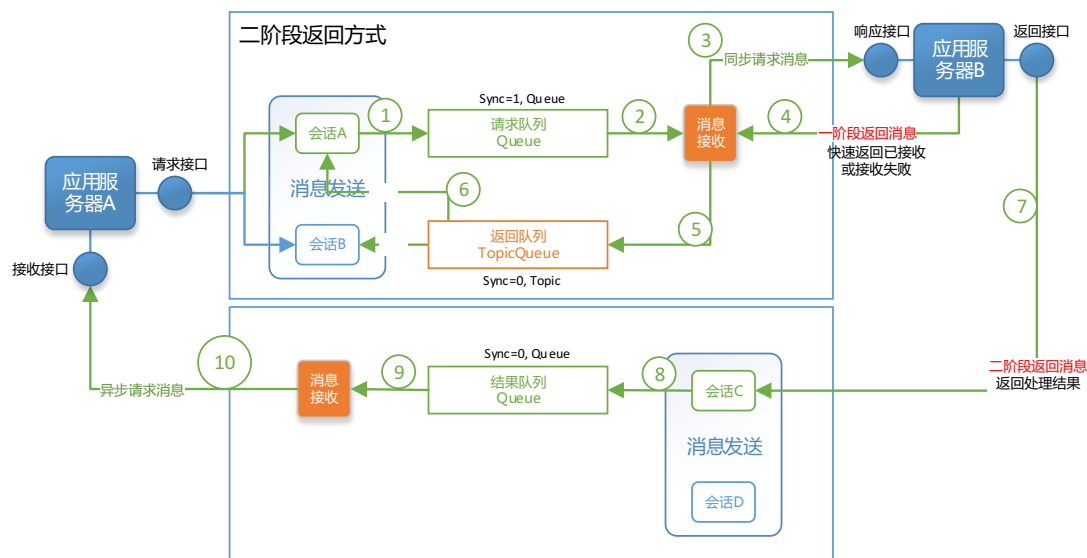 二阶段返回方式
3
响应接口
返回接口
同步请求消息
应用服
务器B
Sync=1, Queue
1
会话A
请求队列
Queue
2
消息
接收
4
一阶段返回消息
快速返回已接收
或接收失败
请求接口
应用服
务器A
消息发送
6
7
会话B
返回队列
TopicQueue
5
接收接口
Sync=0, Topic
10
异步请求消息
消息
接收
9
Sync=0, Queue
结果队列
Queue
8
会话C
二阶段返回消息
返回处理结果
消息发送
会话D